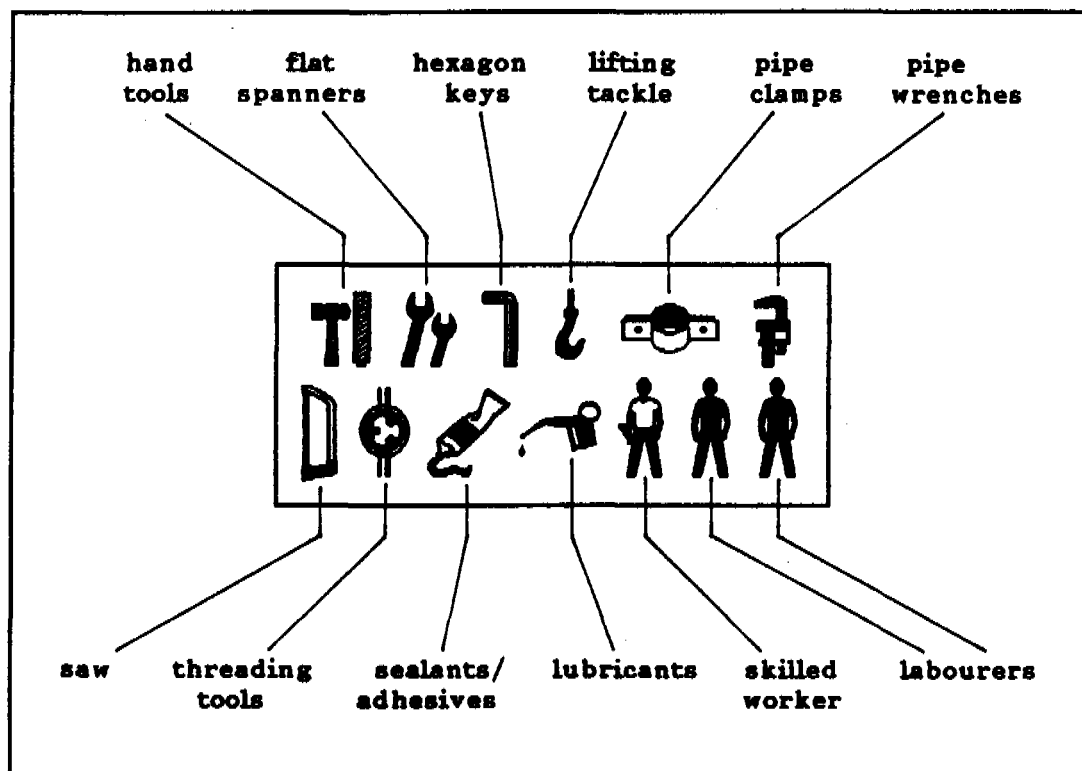 hand tools
flat spanners
hexagon keys
lifting tackle
pipe clamps
pipe wrenches
saw
threading tools
sealants/ adhesives
lubricants
skilled worker
labourers